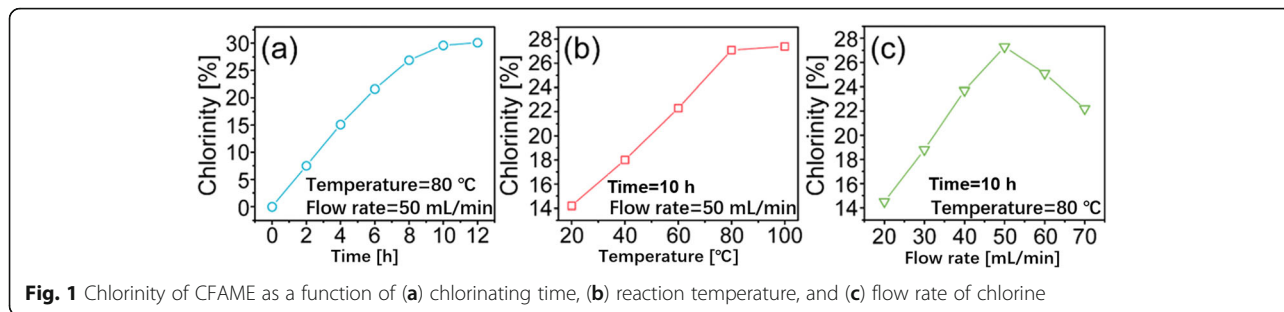 (a)
Chlorinity [%]
30
25
20
15
10
5
0
Temperature=80 ℃
Flow rate=50 mL/min
0 2 4 6 8 10 12
Time [h]
(b)
Chlorinity [%]
28
26
24
22
20
18
16
14
Time=10 h
Flow rate=50 mL/min
20 40 60 80 100
Temperature [℃]
(c)
Chlorinity [%]
28
26
24
22
20
18
16
14
Time=10 h
Temperature=80 ℃
20 30 40 50 60 70
Flow rate [mL/min]
Fig. 1 Chlorinity of CFAME as a function of (a) chlorinating time, (b) reaction temperature, and (c) flow rate of chlorine